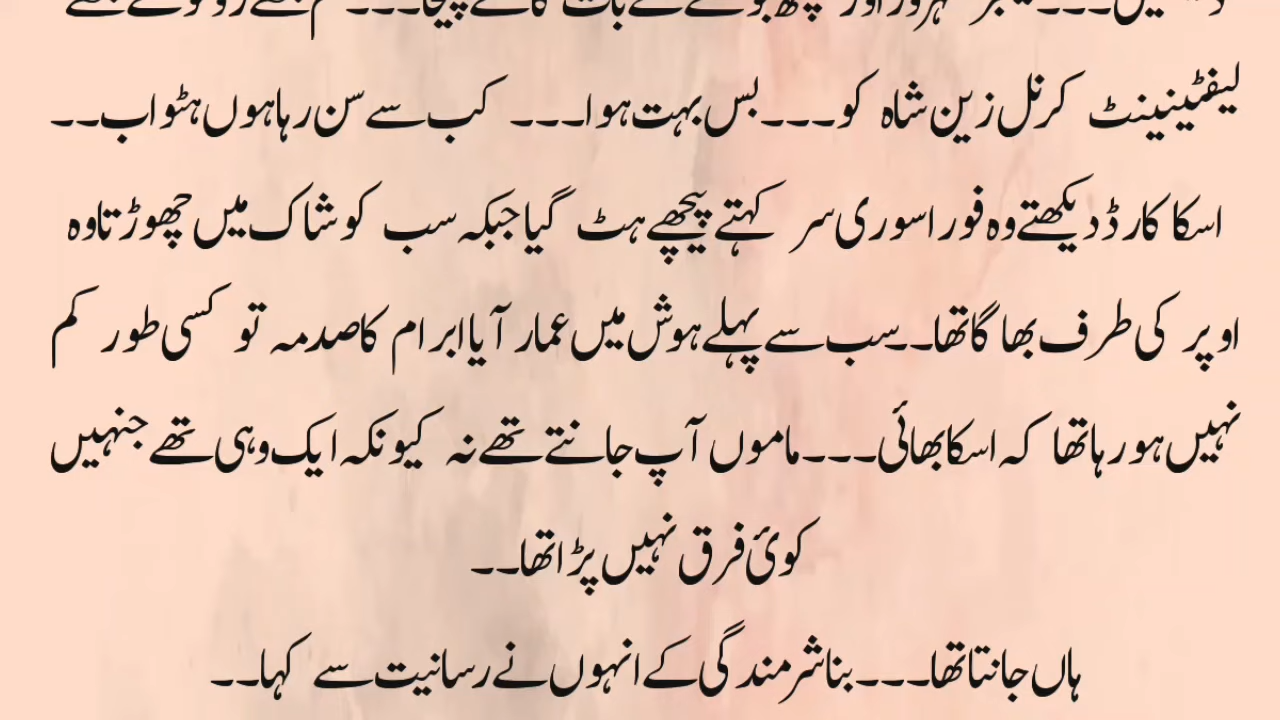 لیفٹیننٹ کرنل زین شاہ کو۔۔۔بس بہت ہوا۔۔۔ کب سے سن رہا ہوں ہٹو اب۔۔
اسکا کارڈ دیکھتے وہ فورا سوری سر کہتے پیچھے ہٹ گیا جبکہ سب کو شاک میں چھوڑتا وہ
اوپر کی طرف بھاگا تھا۔۔سب سے پہلے ہوش میں عمار آیا ابرام کا صدمہ تو کسی طور کم
نہیں ہو رہا تھا کہ اسکا بھائی۔۔۔ماموں آپ جانتے تھے نہ کیونکہ ایک وہی تھے جنہیں
کوئ فرق نہیں پڑا تھا۔۔
ہاں جانتا تھا۔۔۔بنا شرمندگی کے انہوں نے رسانیت سے کہا۔۔